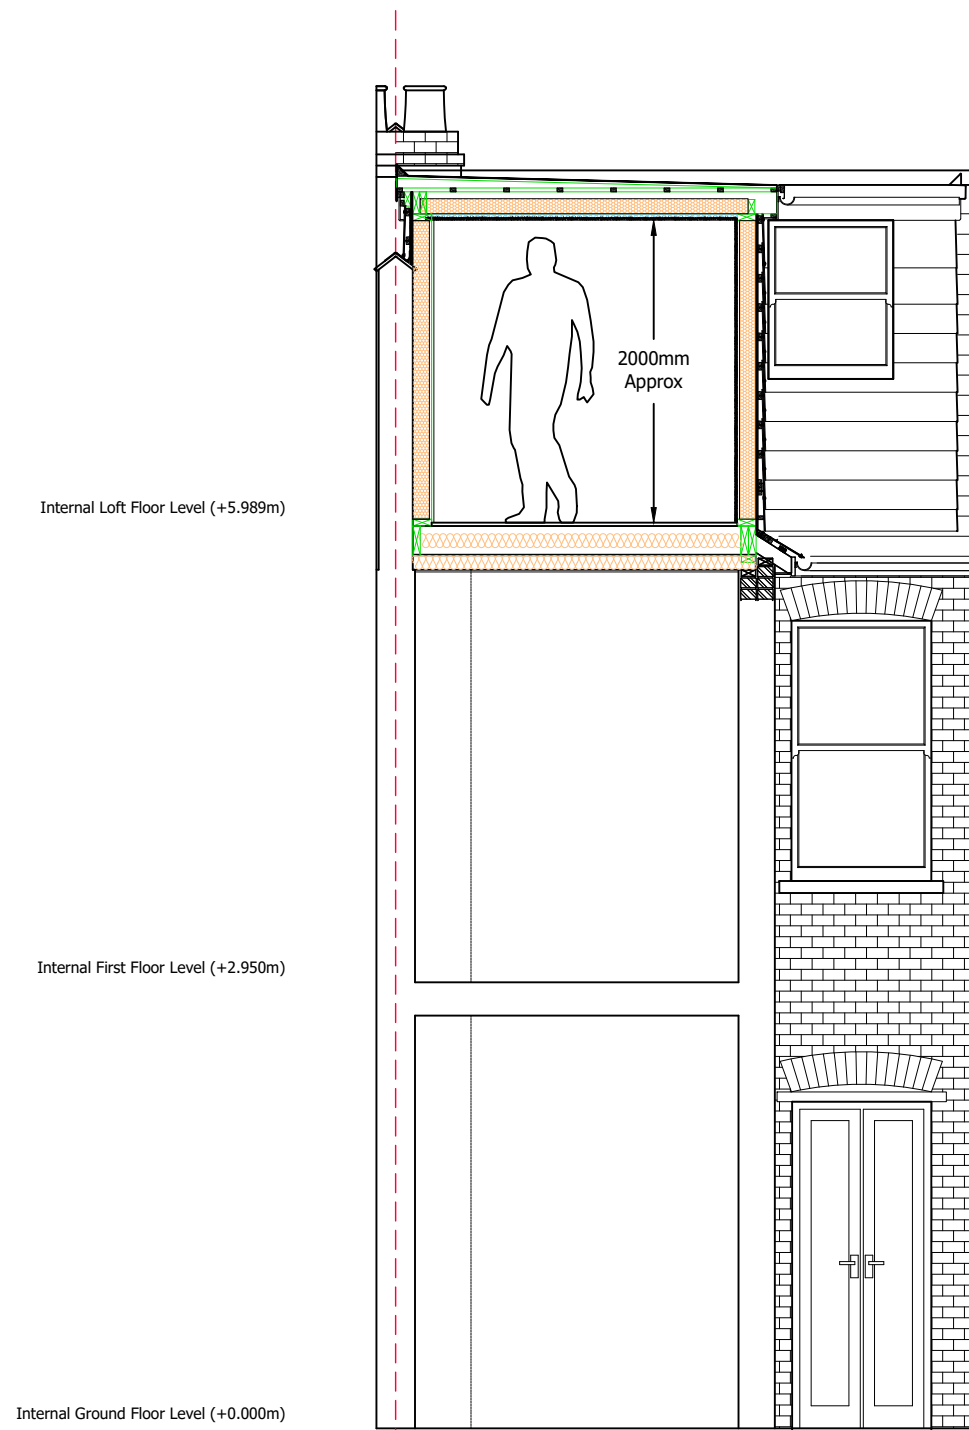 2000mm
Approx
Internal Loft Floor Level (+5.989m)
Internal First Floor Level (+2.950m)
Internal Ground Floor Level (+0.000m)